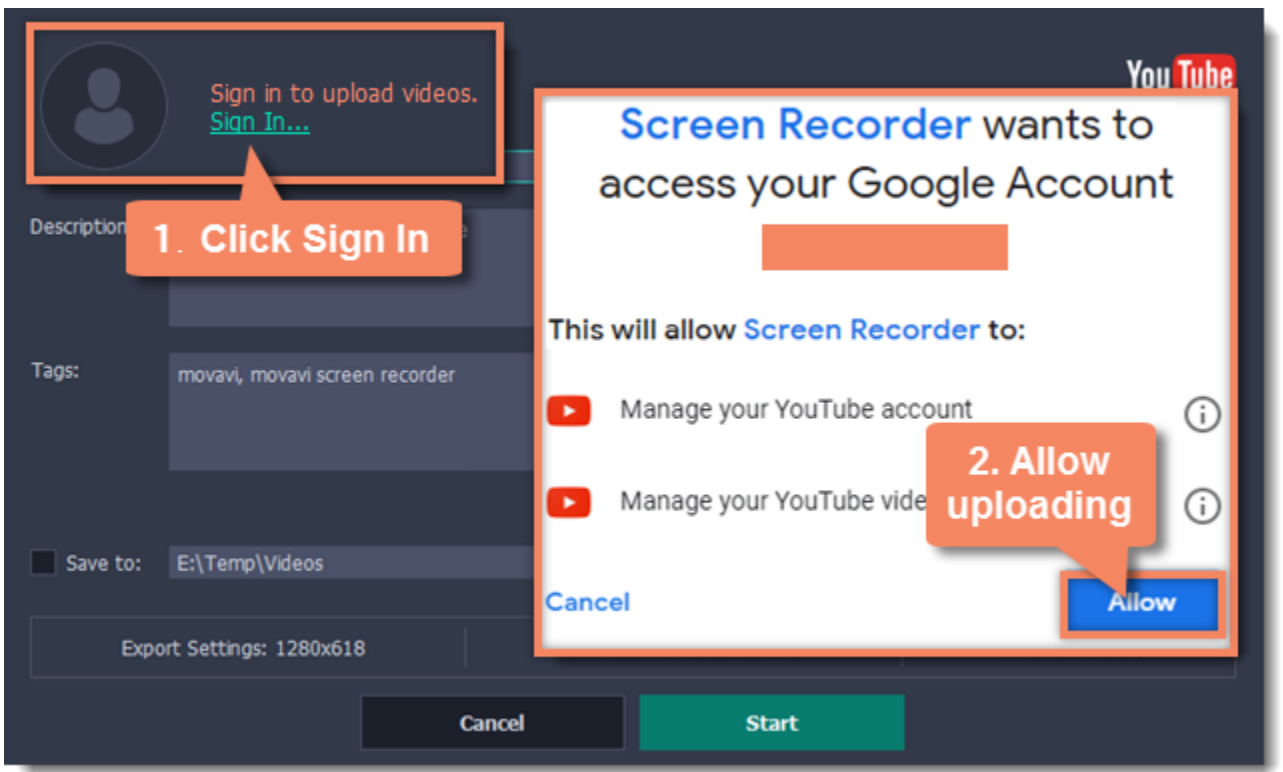 Sign in to upload videos.
Sign In...
You Tube
Screen Recorder wants to
access your Google Account
Description
1. Click Sign In
This will allow Screen Recorder to:
Tags:
movavi, movavi screen recorder
Manage your YouTube account
Manage your YouTube
2. Allow
uploading
Save to:
E:\Temp\Videos
Cancel
Allow
Export Settings: 1280x618
Cancel
Start